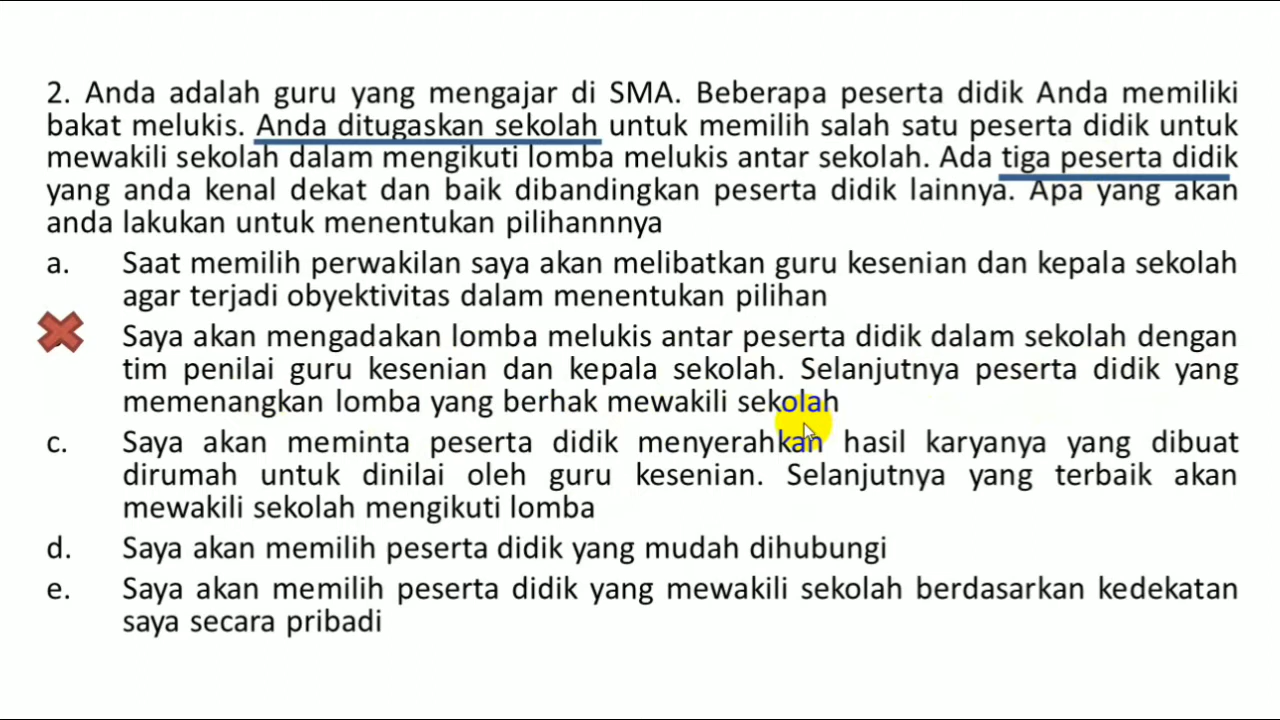 2. Anda adalah guru yang mengajar di SMA. Beberapa peserta didik Anda memiliki
bakat melukis. Anda ditugaskan sekolah untuk memilih salah satu peserta didik untuk
mewakili sekolah dalam mengikuti lomba melukis antar sekolah. Ada tiga peserta didik
yang anda kenal dekat dan baik dibandingkan peserta didik lainnya. Apa yang akan
anda lakukan untuk menentukan pilihannnya
a. Saat memilih perwakilan saya akan melibatkan guru kesenian dan kepala sekolah
agar terjadi obyektivitas dalam menentukan pilihan
Saya akan mengadakan lomba melukis antar peserta didik dalam sekolah dengan
tim penilai guru kesenian dan kepala sekolah. Selanjutnya peserta didik yang
memenangkan lomba yang berhak mewakili sekolah
c. Saya akan meminta peserta didik menyerahkan hasil karyanya yang dibuat
dirumah untuk dinilai oleh guru kesenian. Selanjutnya yang terbaik akan
mewakili sekolah mengikuti lomba
d. Saya akan memilih peserta didik yang mudah dihubungi
e. Saya akan memilih peserta didik yang mewakili sekolah berdasarkan kedekatan
saya secara pribadi